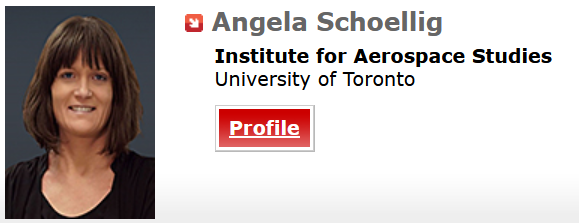 Angela Schoellig
Institute for Aerospace Studies
University of Toronto
Profile